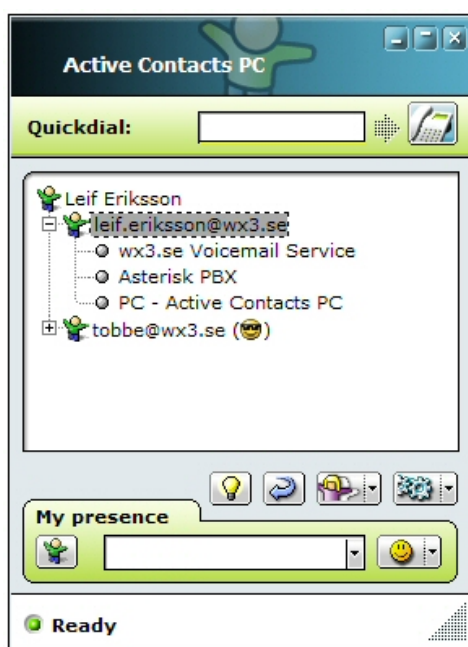 Active Contacts PC
Quickdial:
Leif Eriksson
leif.eriksson@wx3.se
wx3.se Voicemail Service
Asterisk PBX
PC - Active Contacts PC
tobbe@wx3.se (😎)
My presence
Ready